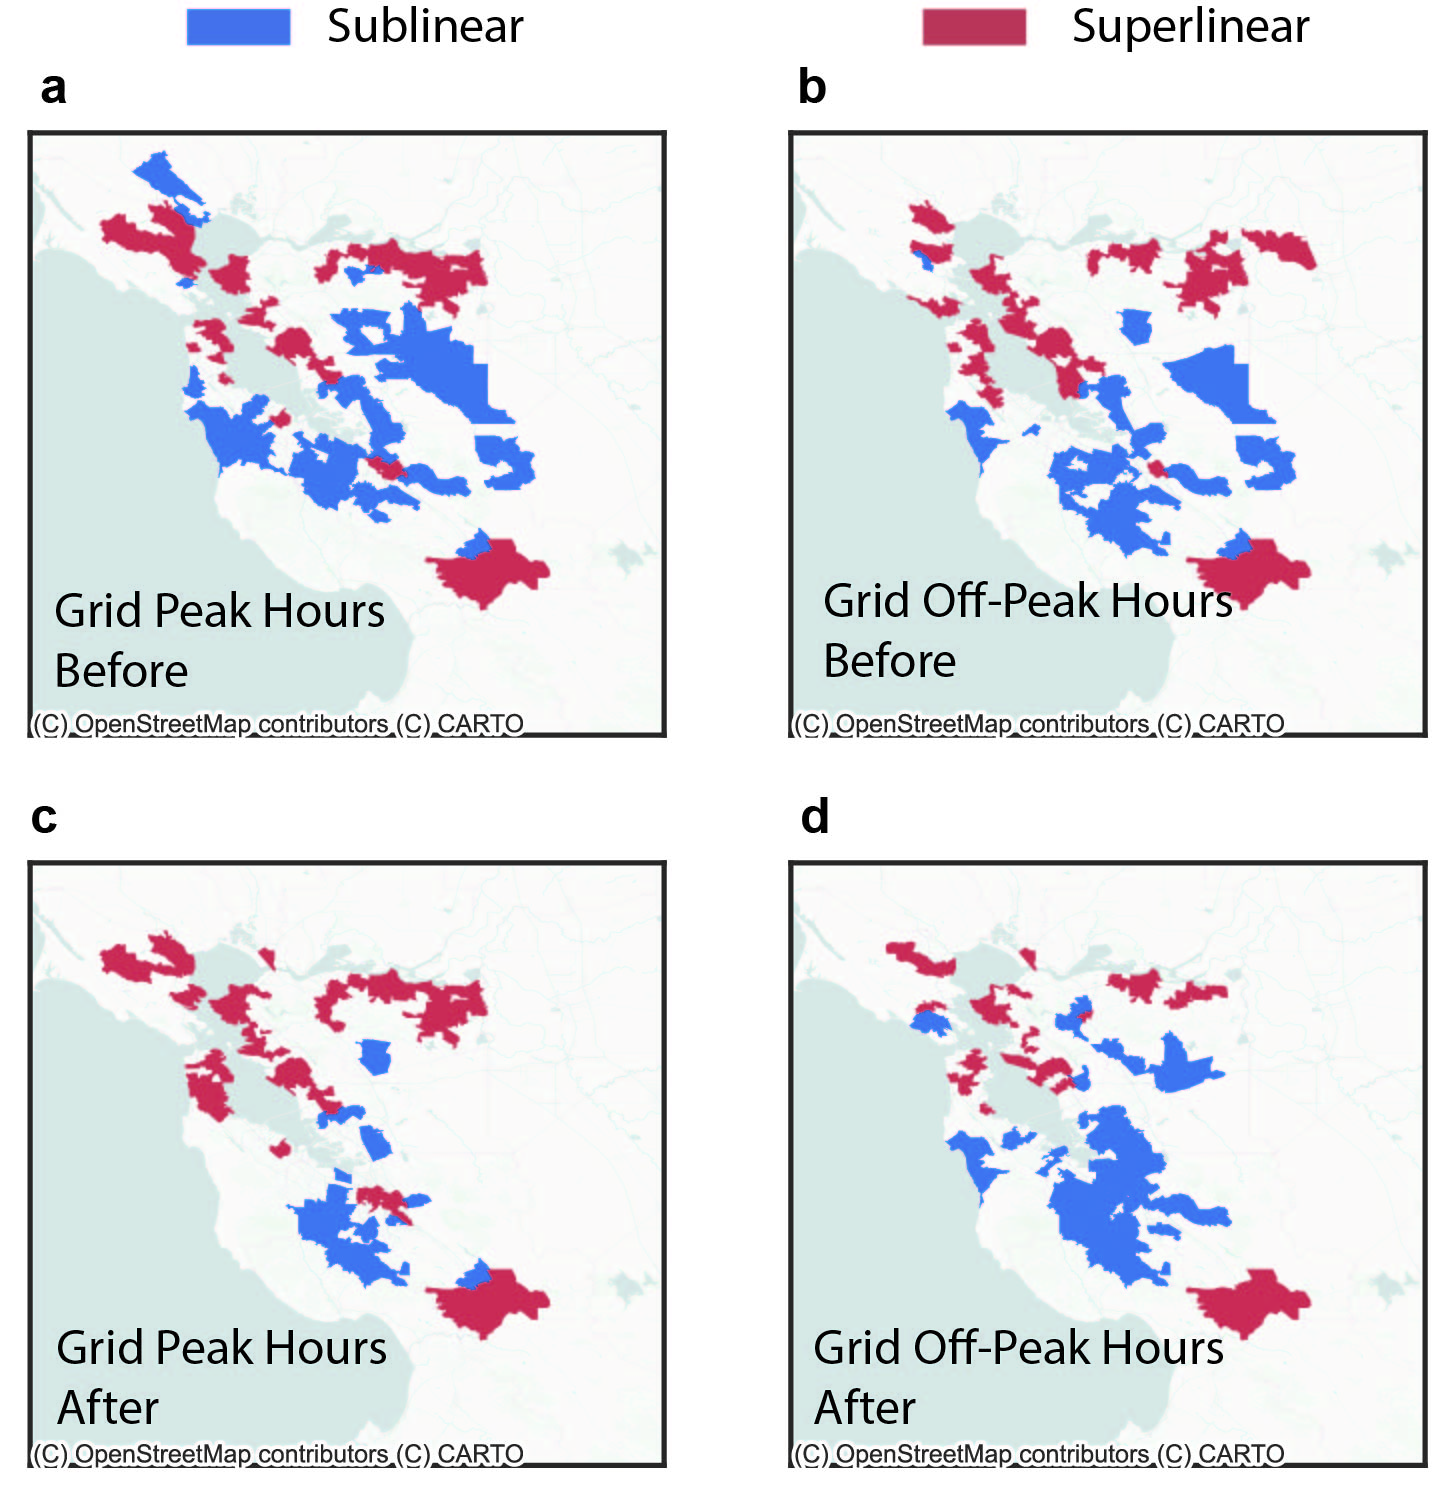 Sublinear
Superlinear
a
b
Grid Peak Hours
Before
(C) OpenStreetMap contributors (C) CARTO
Grid Off-Peak Hours
Before
(C) OpenStreetMap contributors (C) CARTO
c
d
Grid Peak Hours
After
(C) OpenStreetMap contributors (C) CARTO
Grid Off-Peak Hours
After
(C) OpenStreetMap contributors (C) CARTO